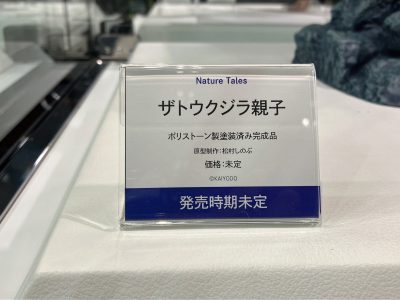 Nature Tales
ザトウクジラ親子
ポリストーン製塗装済み完成品
原型制作：松村しのぶ
価格：未定
©KAIYODO
発売時期未定